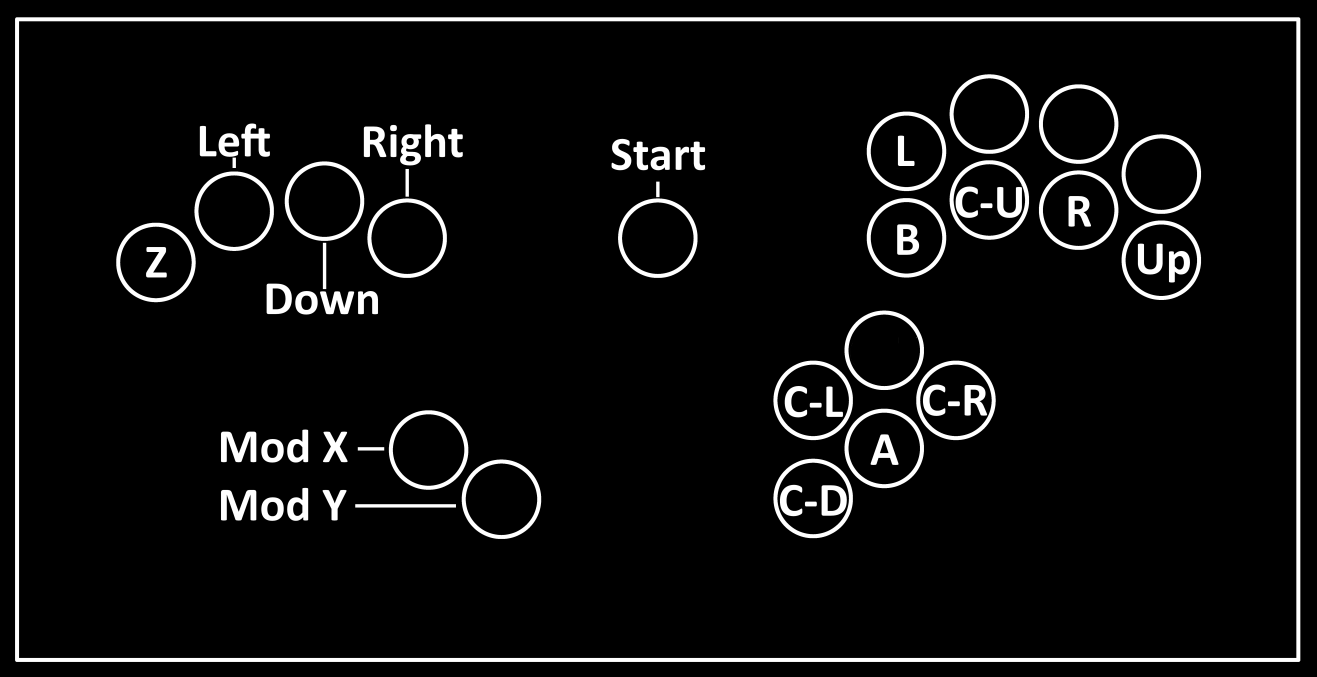 Left
Right
Z
Down
Start
L
C-U
R
B
Up
C-L
C-R
A
C-D
Mod X
Mod Y